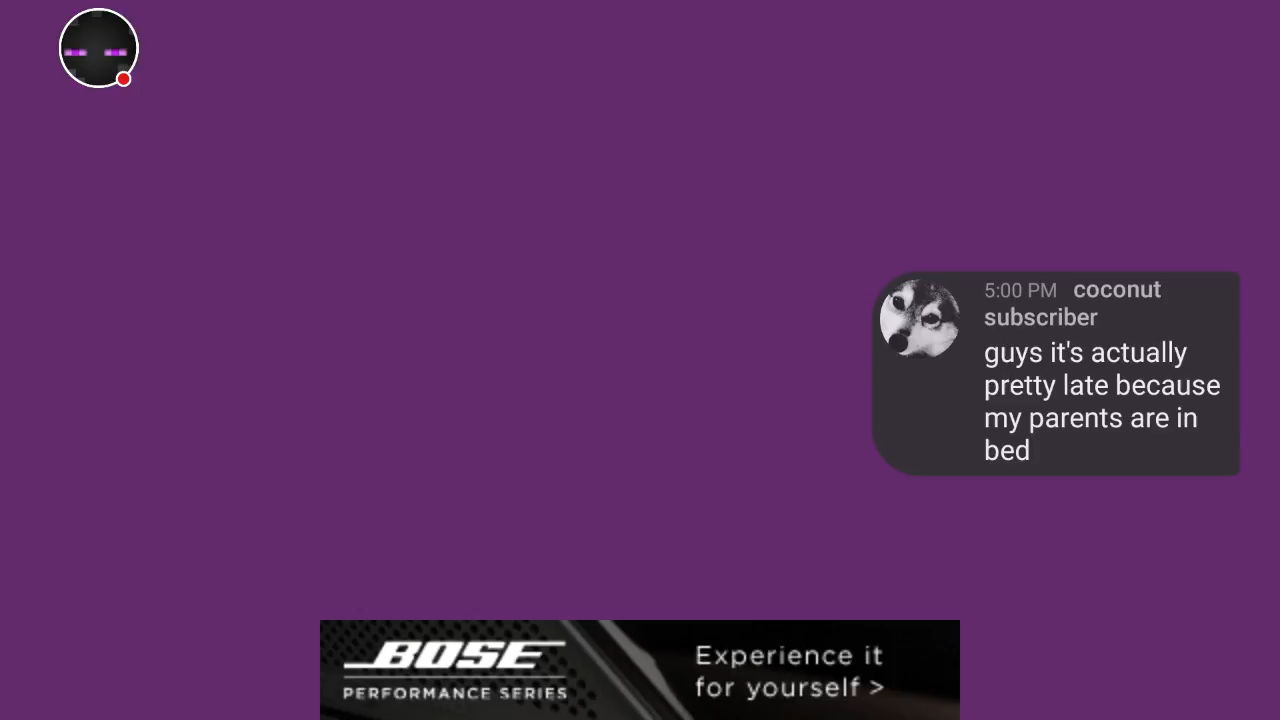 5:00 PM coconut
subscriber
guys it's actually
pretty late because
my parents are in
bed
BOSE
PERFORMANCE SERIES
Experience it
for yourself >